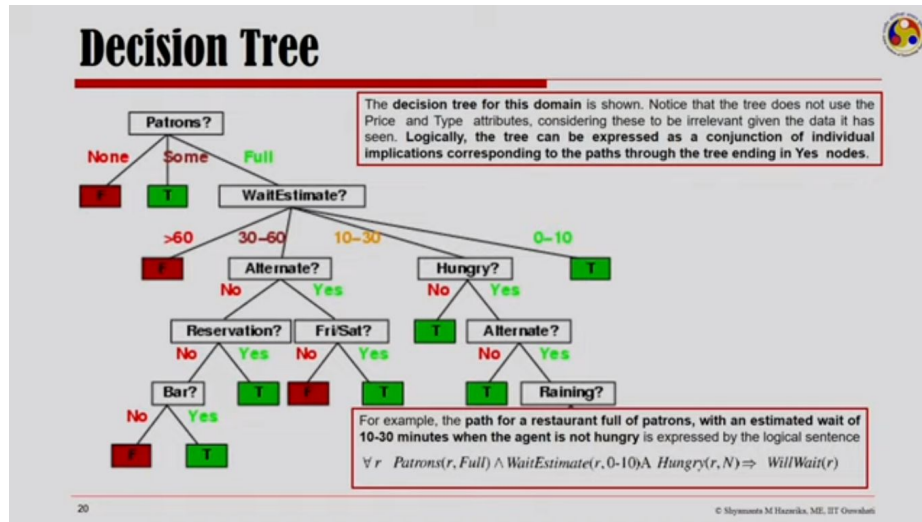 Decision Tree
The decision tree for this domain is shown. Notice that the tree does not use the
Price and Type attributes, considering these to be irrelevant given the data it has
seen. Logically, the tree can be expressed as a conjunction of individual
implications corresponding to the paths through the tree ending in Yes nodes.
Patrons?
None Some Full
F T WaitEstimate?
>60 30–60 10–30 0–10
F Alternate? Hungry? T
No Yes No Yes
Reservation? Fri/Sat? T Alternate?
No Yes No Yes No Yes
Bar? T F T T Raining?
No Yes
F T
For example, the path for a restaurant full of patrons, with an estimated wait of
10-30 minutes when the agent is not hungry is expressed by the logical sentence
∀ r Patrons(r, Full) ∧ WaitEstimate(r, 0-10)A Hungry(r, N) ⇒ WillWait(r)
20
© Shyamanta M Hazarika, ME, IIT Guwahati